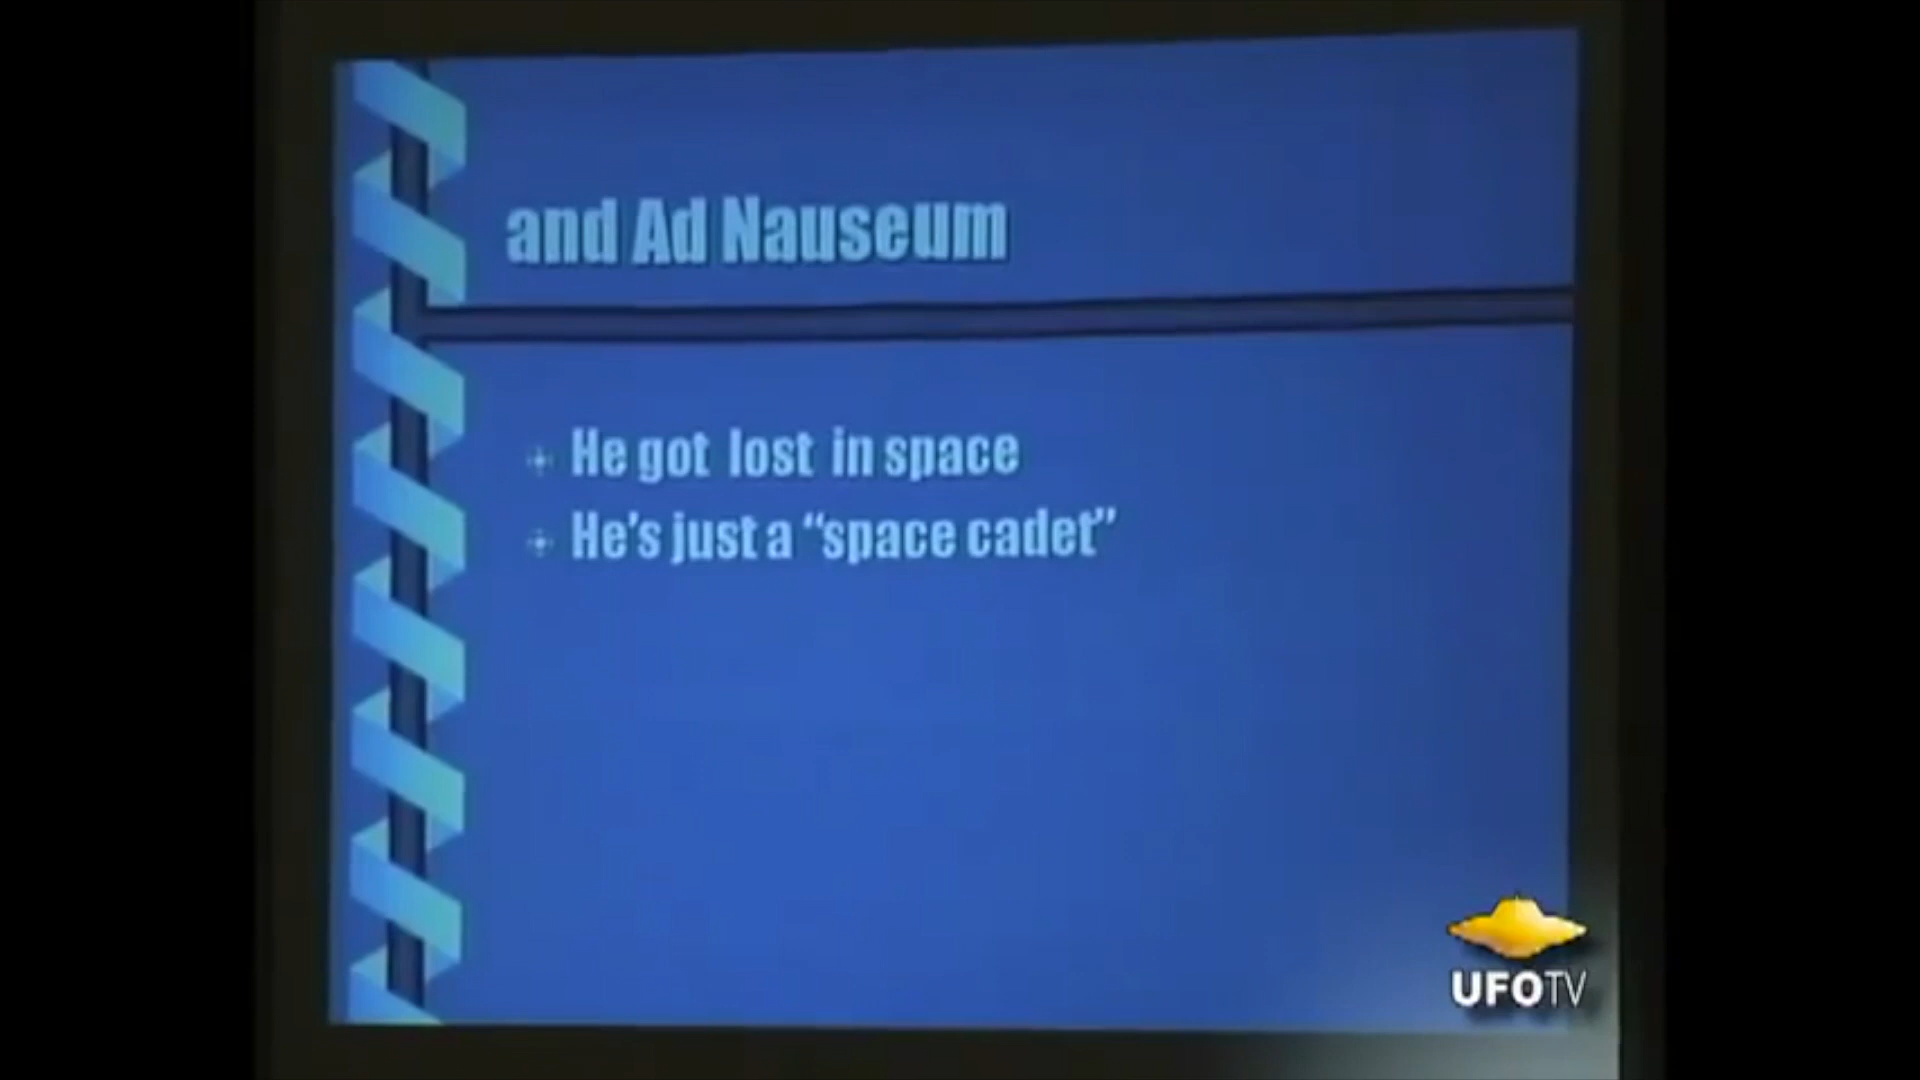 and Ad Nauseum
He got lost in space
He's just a “space cadet”
UFOTV